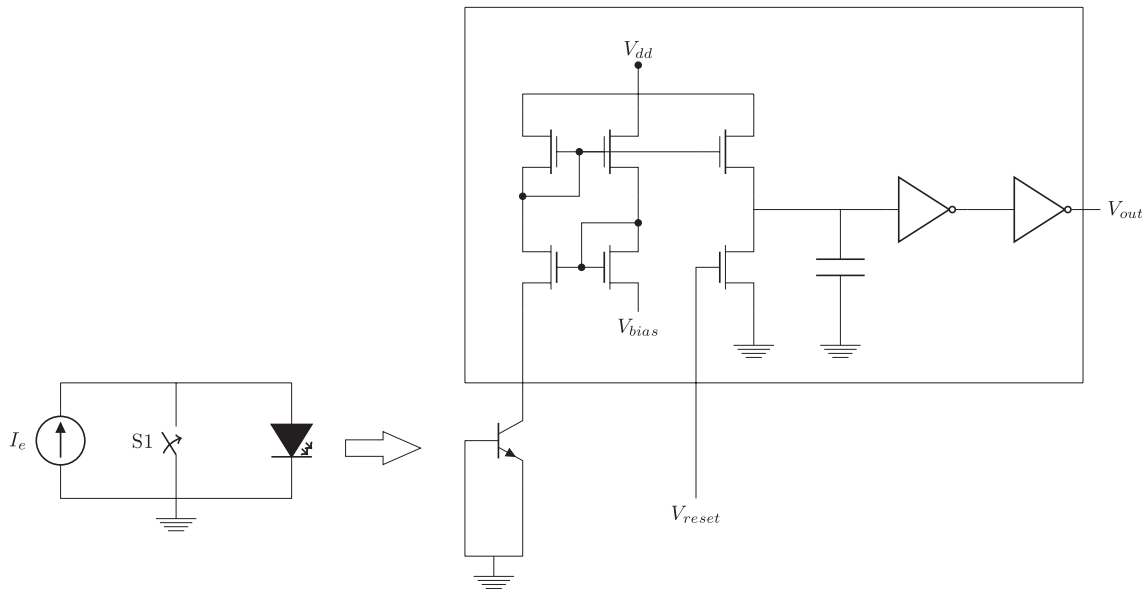 V_dd
V_bias
V_out
I_e
S1
V_reset